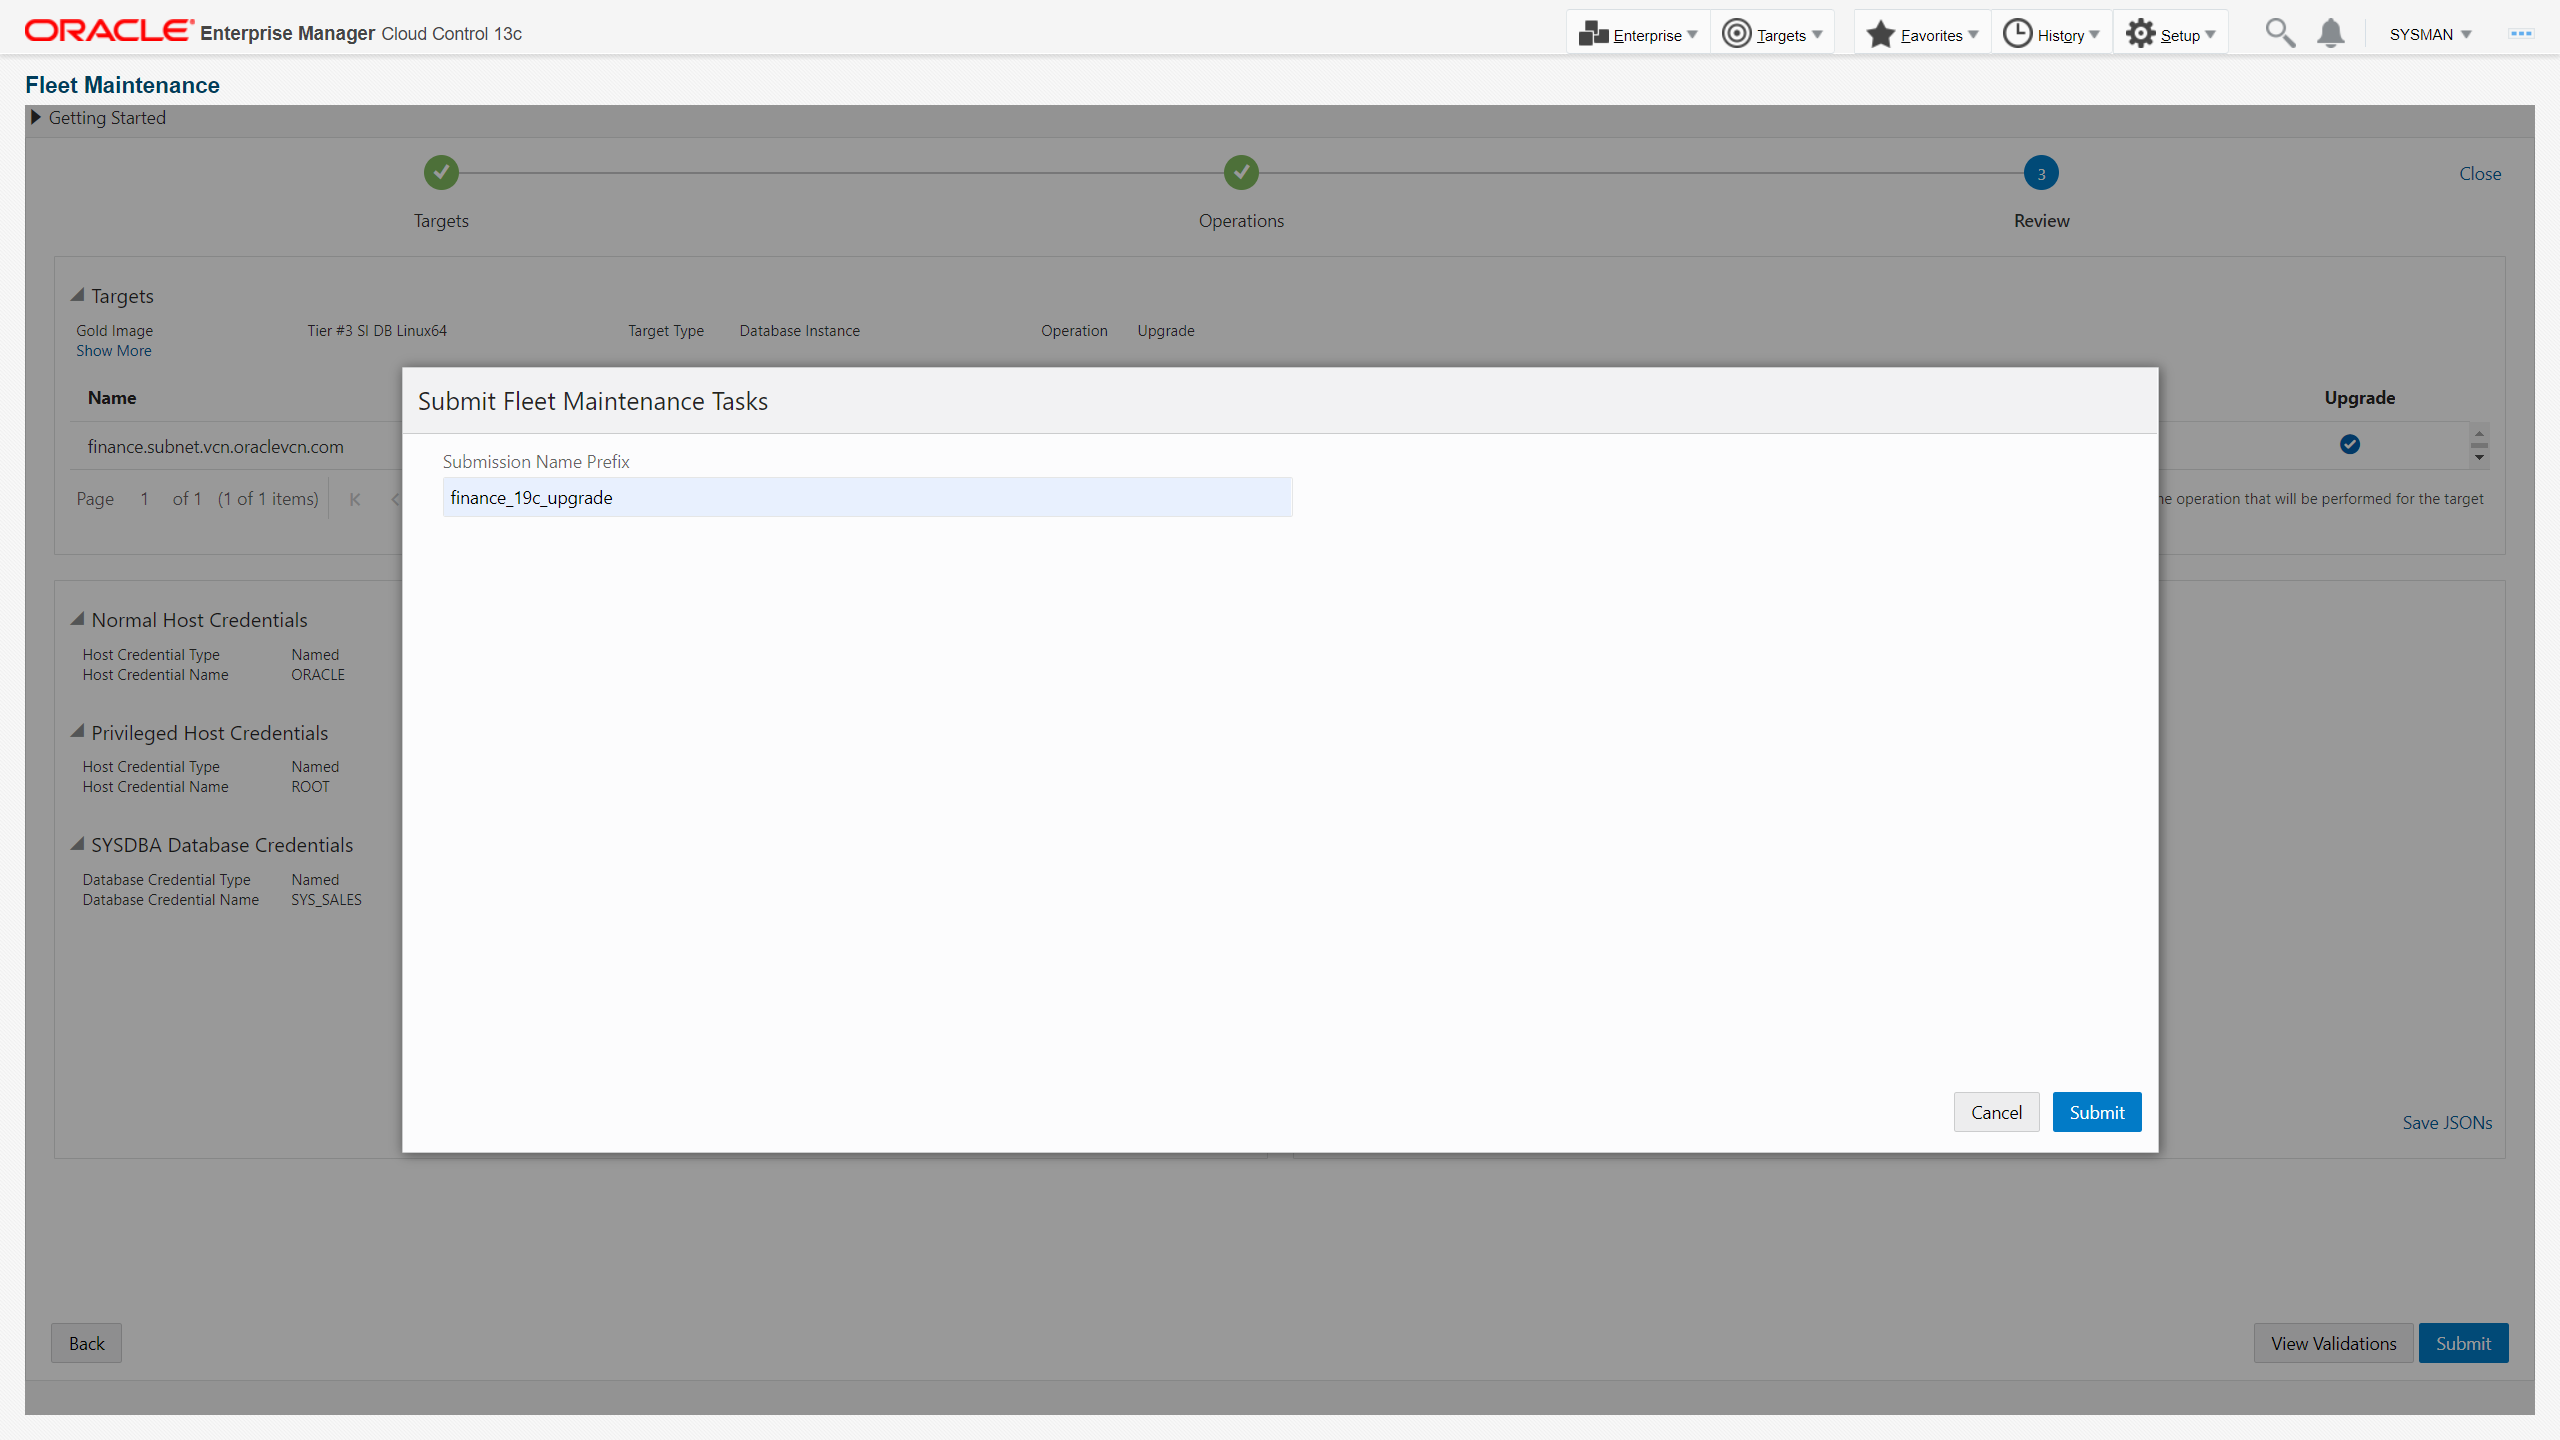 ORACLE Enterprise Manager Cloud Control 13c
Enterprise Targets Favorites History Setup SYSMAN
Fleet Maintenance
Getting Started
3 Close
Targets Operations Review
Targets
Gold Image Tier #3 SI DB Linux64 Target Type Database Instance Operation Upgrade
Show More
Name Upgrade
finance.subnet.vcn.oraclevcn.com
Page 1 of 1 (1 of 1 items) operation that will be performed for the target
Submit Fleet Maintenance Tasks
Submission Name Prefix
finance_19c_upgrade
Cancel Submit
Normal Host Credentials
Host Credential Type Named
Host Credential Name ORACLE
Privileged Host Credentials
Host Credential Type Named
Host Credential Name ROOT
SYSDBA Database Credentials
Database Credential Type Named
Database Credential Name SYS_SALES
Save JSONs
Back View Validations Submit